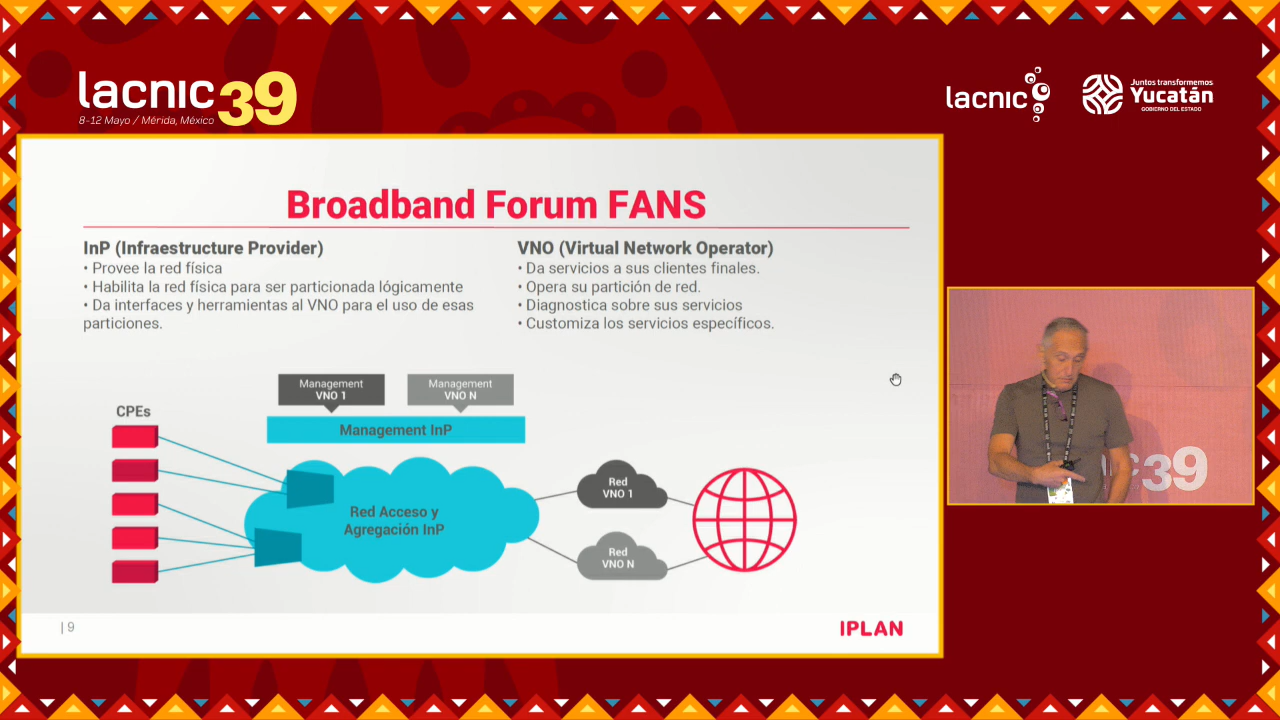 lacnic 39
8-12 Mayo / Mérida, México
lacnic
Juntos transformemos
Yucatán
GOBIERNO DEL ESTADO
Broadband Forum FANS
InP (Infraestructure Provider)
• Provee la red física
• Habilita la red física para ser particionada lógicamente
• Da interfaces y herramientas al VNO para el uso de esas
particiones.
VNO (Virtual Network Operator)
• Da servicios a sus clientes finales.
• Opera su partición de red.
• Diagnostica sobre sus servicios
• Customiza los servicios específicos.
Management
VNO 1
Management
VNO N
CPEs
Management InP
Red Acceso y
Agregación InP
Red
VNO 1
Red
VNO N
| 9
IPLAN
39